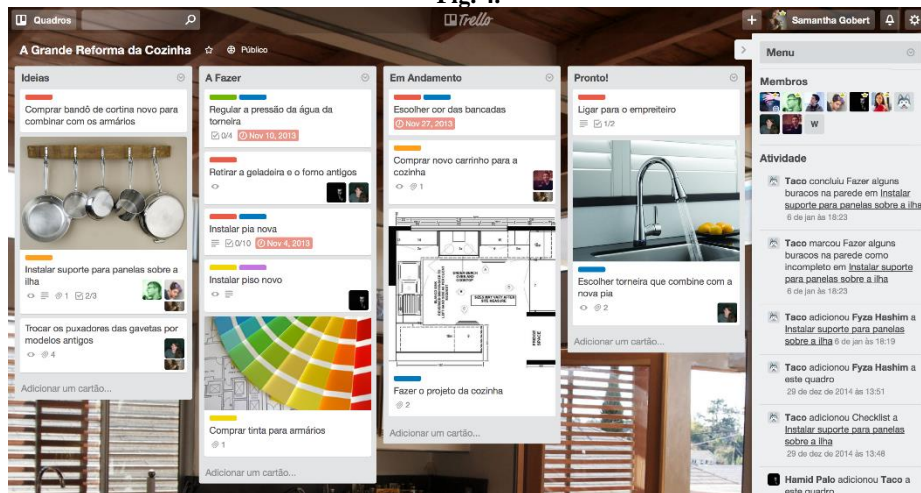 Fig. 4.
Quadros
Trello
Samantha Gobert
A Grande Reforma da Cozinha
Público
Ideias
Comprar bandô de cortina novo para
combinar com os armários
Instalar suporte para panelas sobre a
ilha
1
2/3
Trocar os puxadores das gavetas por
modelos antigos
4
Adicionar um cartão...
A Fazer
Regular a pressão da água da
torneira
0/4
Nov 10, 2013
Retirar a geladeira e o forno antigos
Instalar pia nova
0/10
Nov 4, 2013
Instalar piso novo
Comprar tinta para armários
1
Adicionar um cartão...
Em Andamento
Escolher cor das bancadas
Nov 27, 2013
Comprar novo carrinho para a
cozinha
1
Fazer o projeto da cozinha
2
Adicionar um cartão...
Pronto!
Ligar para o empreiteiro
1/2
Escolher torneira que combine com a
nova pia
2
Adicionar um cartão...
Menu
Membros
W
Atividade
Taco concluiu Fazer alguns
buracos na parede em Instalar
suporte para panelas sobre a ilha
6 de jan às 18:23
Taco marcou Fazer alguns
buracos na parede como
incompleto em Instalar suporte
para panelas sobre a ilha
6 de jan às 18:23
Taco adicionou Fyza Hashim a
Instalar suporte para panelas
sobre a ilha 6 de jan às 18:19
Taco adicionou Fyza Hashim a
este quadro
29 de dez de 2014 às 13:51
Taco adicionou Checklist a
Instalar suporte para panelas
sobre a ilha
29 de dez de 2014 às 13:48
Hamid Palo adicionou Taco a
este quadro